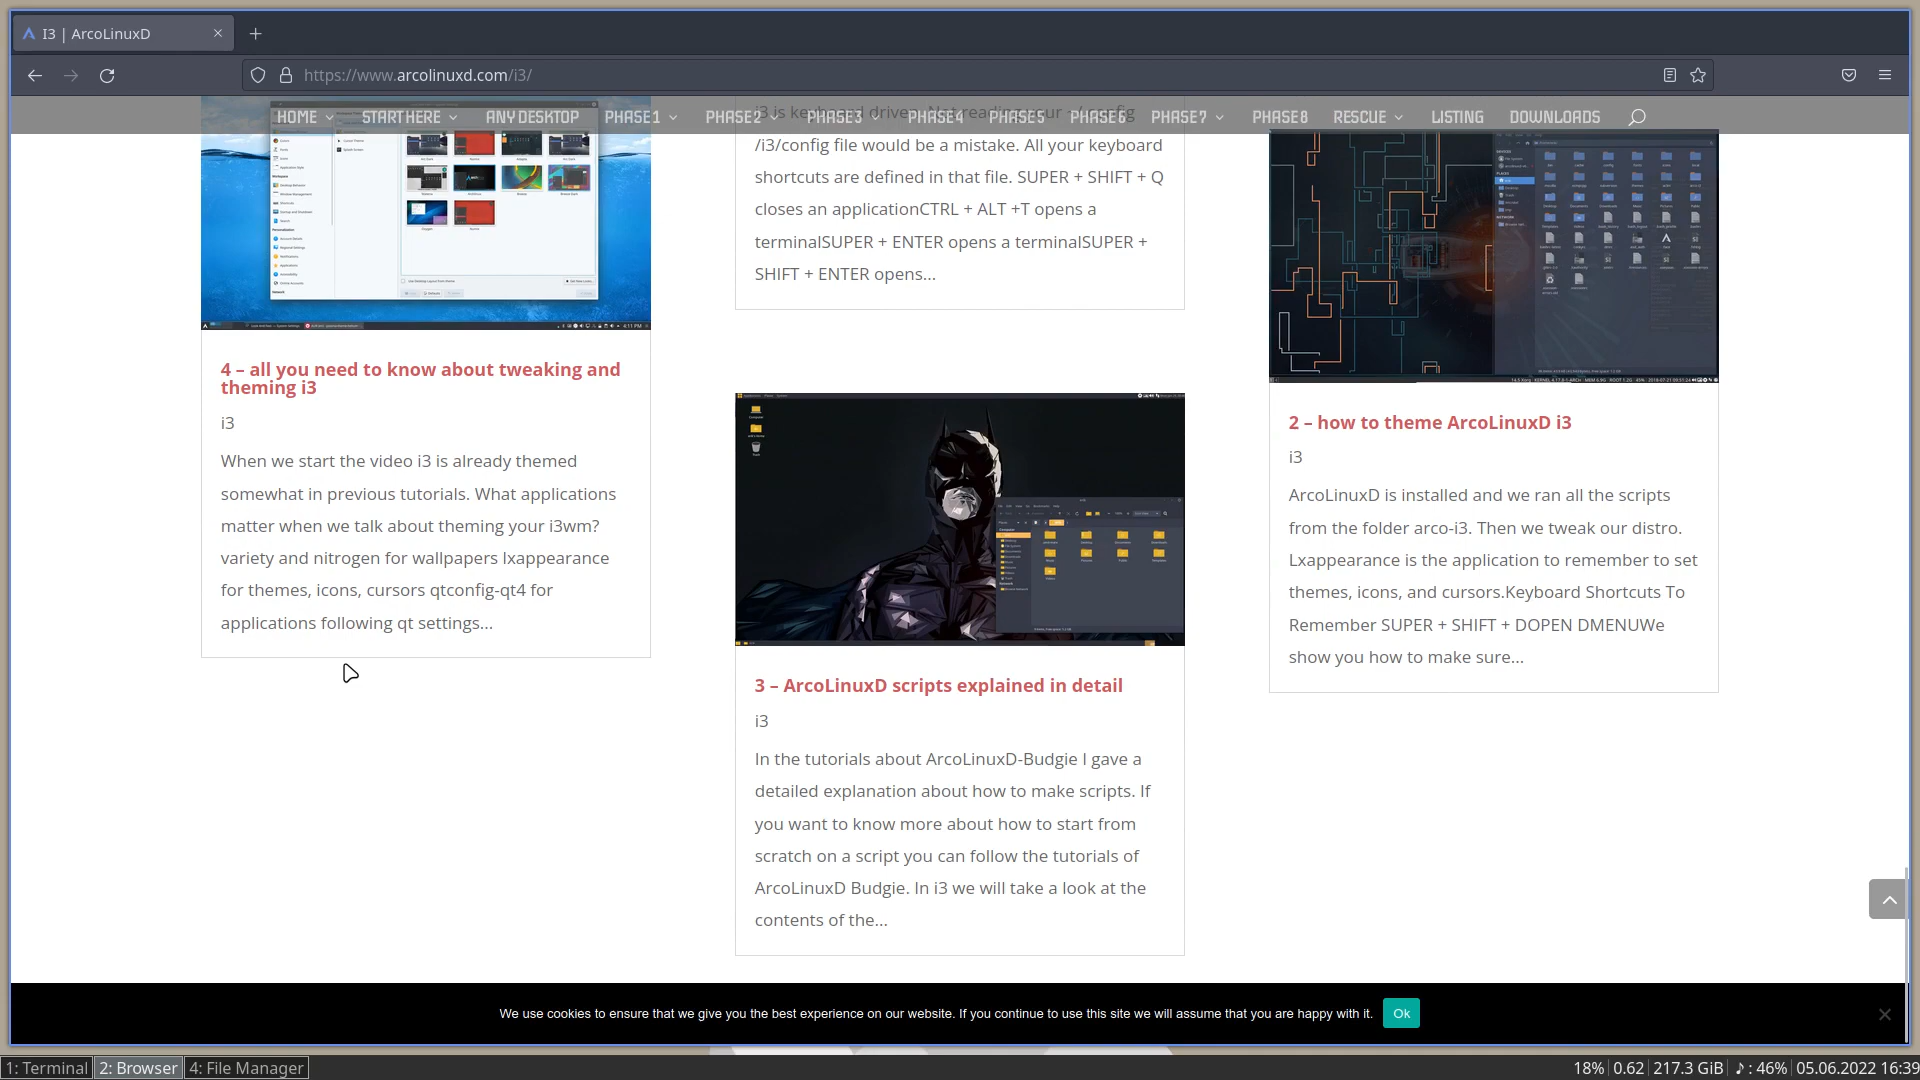 I3 | ArcoLinuxD
https://www.arcolinuxd.com/i3/
HOME
START HERE
ANY DESKTOP
PHASE 1
PHASE 2
PHASE 3
PHASE 4
PHASE 5
PHASE 6
PHASE 7
PHASE 8
RESCUE
LISTING
DOWNLOADS
4:11 PM
4 – all you need to know about tweaking and
theming i3
i3
When we start the video i3 is already themed
somewhat in previous tutorials. What applications
matter when we talk about theming your i3wm?
variety and nitrogen for wallpapers lxappearance
for themes, icons, cursors qtconfig-qt4 for
applications following qt settings...
i3 is keyboard driven. Not reading your ~/.config
/i3/config file would be a mistake. All your keyboard
shortcuts are defined in that file. SUPER + SHIFT + Q
closes an applicationCTRL + ALT +T opens a
terminalSUPER + ENTER opens a terminalSUPER +
SHIFT + ENTER opens...
3 – ArcoLinuxD scripts explained in detail
i3
In the tutorials about ArcoLinuxD-Budgie I gave a
detailed explanation about how to make scripts. If
you want to know more about how to start from
scratch on a script you can follow the tutorials of
ArcoLinuxD Budgie. In i3 we will take a look at the
contents of the...
2 – how to theme ArcoLinuxD i3
i3
ArcoLinuxD is installed and we ran all the scripts
from the folder arco-i3. Then we tweak our distro.
Lxappearance is the application to remember to set
themes, icons, and cursors.Keyboard Shortcuts To
Remember SUPER + SHIFT + DOPEN DMENUWe
show you how to make sure...
We use cookies to ensure that we give you the best experience on our website. If you continue to use this site we will assume that you are happy with it.
Ok
1: Terminal
2: Browser
4: File Manager
18%
0.62
217.3 GiB
♪: 46%
05.06.2022 16:39